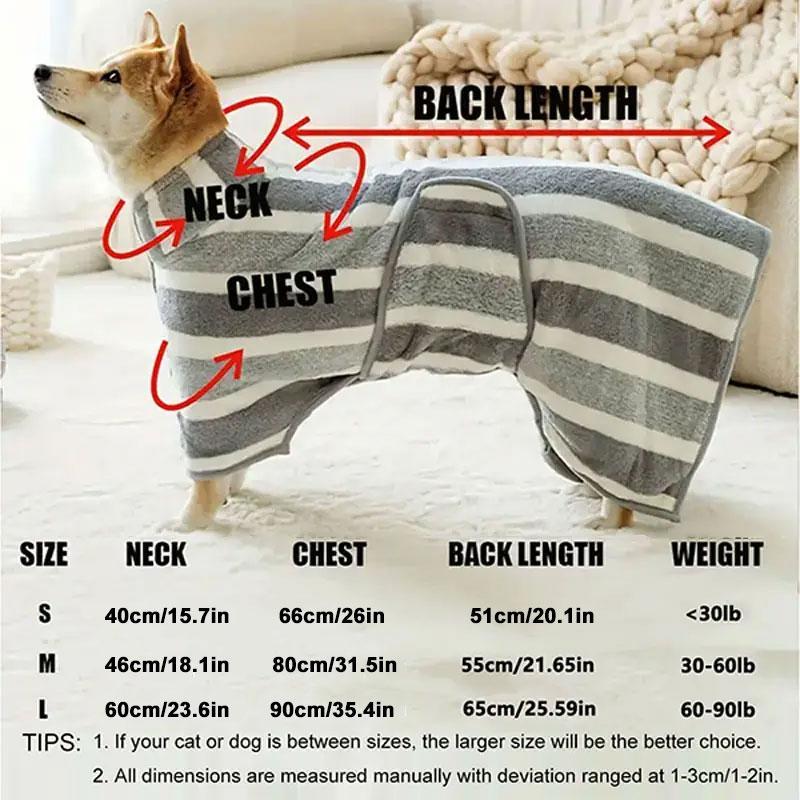 BACK LENGTH
NECK
CHEST
SIZE NECK CHEST BACK LENGTH WEIGHT
S 40cm/15.7in 66cm/26in 51cm/20.1in <30lb
M 46cm/18.1in 80cm/31.5in 55cm/21.65in 30-60lb
L 60cm/23.6in 90cm/35.4in 65cm/25.59in 60-90lb
TIPS: 1. If your cat or dog is between sizes, the larger size will be the better choice.
2. All dimensions are measured manually with deviation ranged at 1-3cm/1-2in.